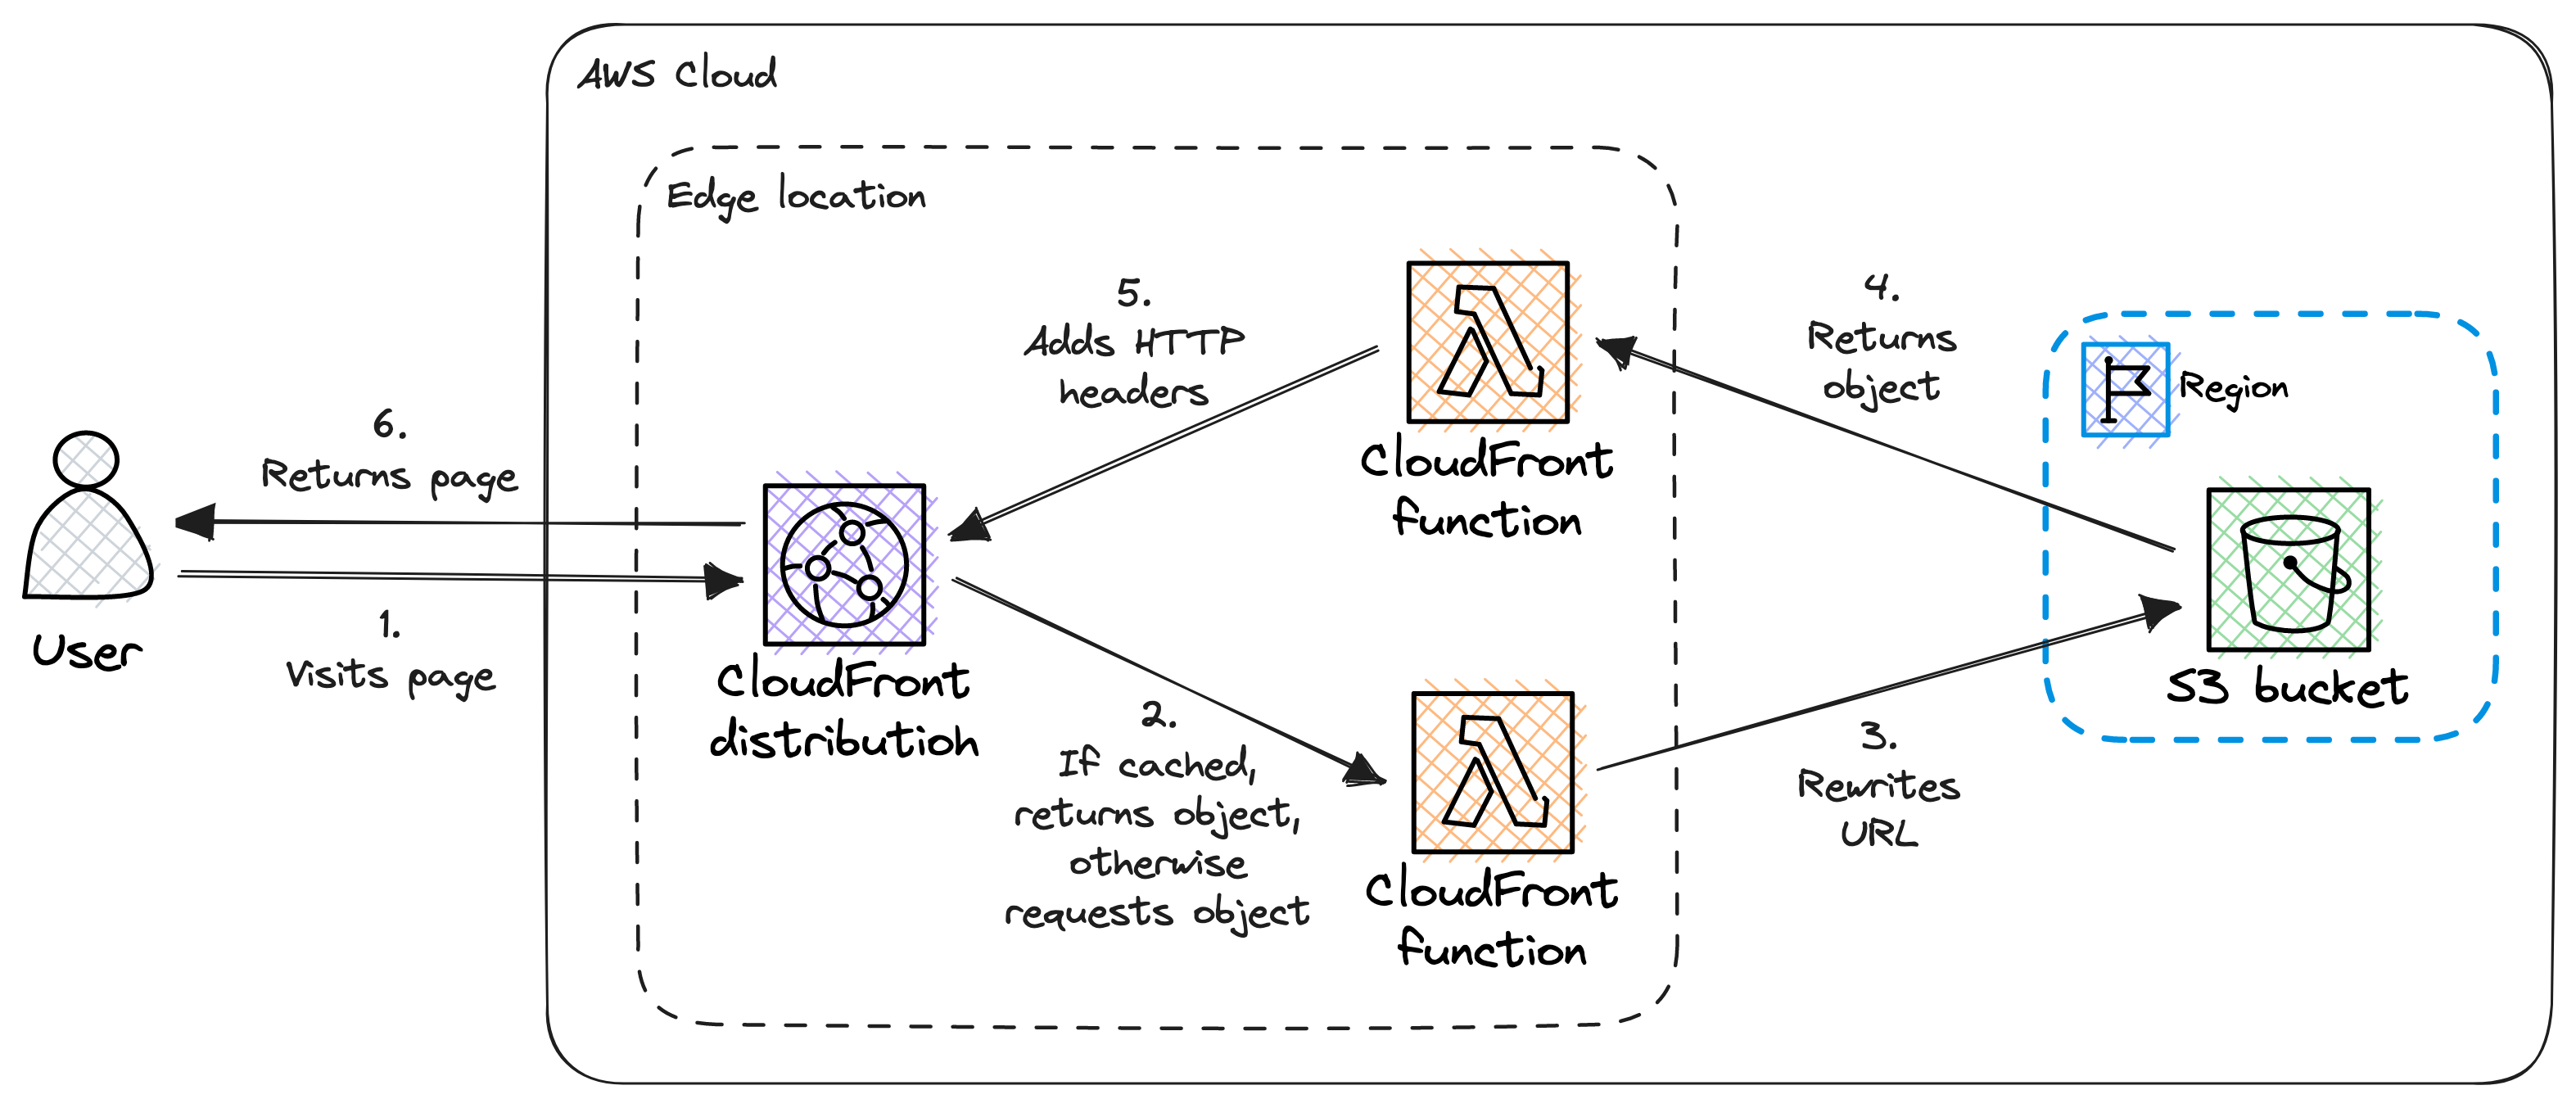 AWS Cloud
Edge location
5.
Adds HTTP
headers
CloudFront
function
4.
Returns
object
Region
6.
Returns page
User
1.
Visits page
CloudFront
distribution
2.
If cached,
returns object,
otherwise
requests object
CloudFront
function
3.
Rewrites
URL
S3 bucket